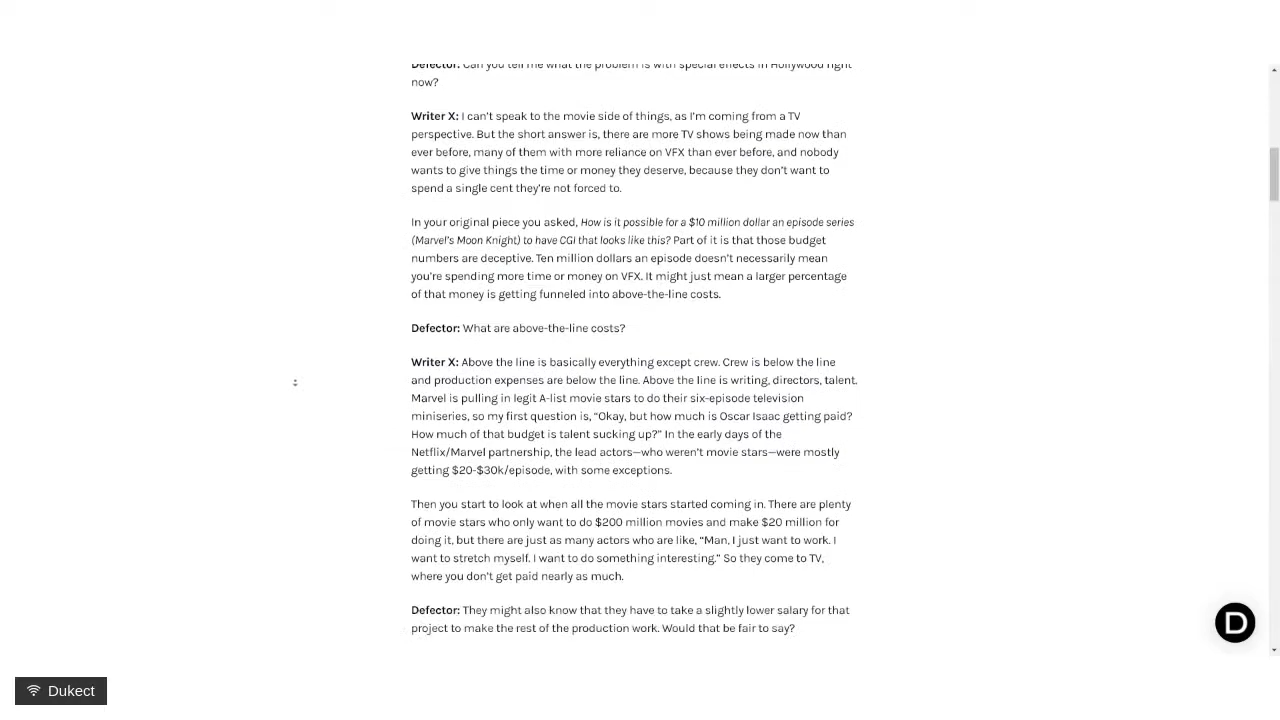 Defector: Can you tell me what the problem is with special effects in Hollywood right
now?
Writer X: I can’t speak to the movie side of things, as I’m coming from a TV
perspective. But the short answer is, there are more TV shows being made now than
ever before, many of them with more reliance on VFX than ever before, and nobody
wants to give things the time or money they deserve, because they don’t want to
spend a single cent they’re not forced to.
In your original piece you asked, How is it possible for a $10 million dollar an episode series
(Marvel’s Moon Knight) to have CGI that looks like this? Part of it is that those budget
numbers are deceptive. Ten million dollars an episode doesn’t necessarily mean
you’re spending more time or money on VFX. It might just mean a larger percentage
of that money is getting funneled into above-the-line costs.
Defector: What are above-the-line costs?
Writer X: Above the line is basically everything except crew. Crew is below the line
and production expenses are below the line. Above the line is writing, directors, talent.
Marvel is pulling in legit A-list movie stars to do their six-episode television
miniseries, so my first question is, “Okay, but how much is Oscar Isaac getting paid?
How much of that budget is talent sucking up?” In the early days of the
Netflix/Marvel partnership, the lead actors—who weren’t movie stars—were mostly
getting $20-$30k/episode, with some exceptions.
Then you start to look at when all the movie stars started coming in. There are plenty
of movie stars who only want to do $200 million movies and make $20 million for
doing it, but there are just as many actors who are like, “Man, I just want to work. I
want to stretch myself. I want to do something interesting.” So they come to TV,
where you don’t get paid nearly as much.
Defector: They might also know that they have to take a slightly lower salary for that
project to make the rest of the production work. Would that be fair to say?
D
Dukect